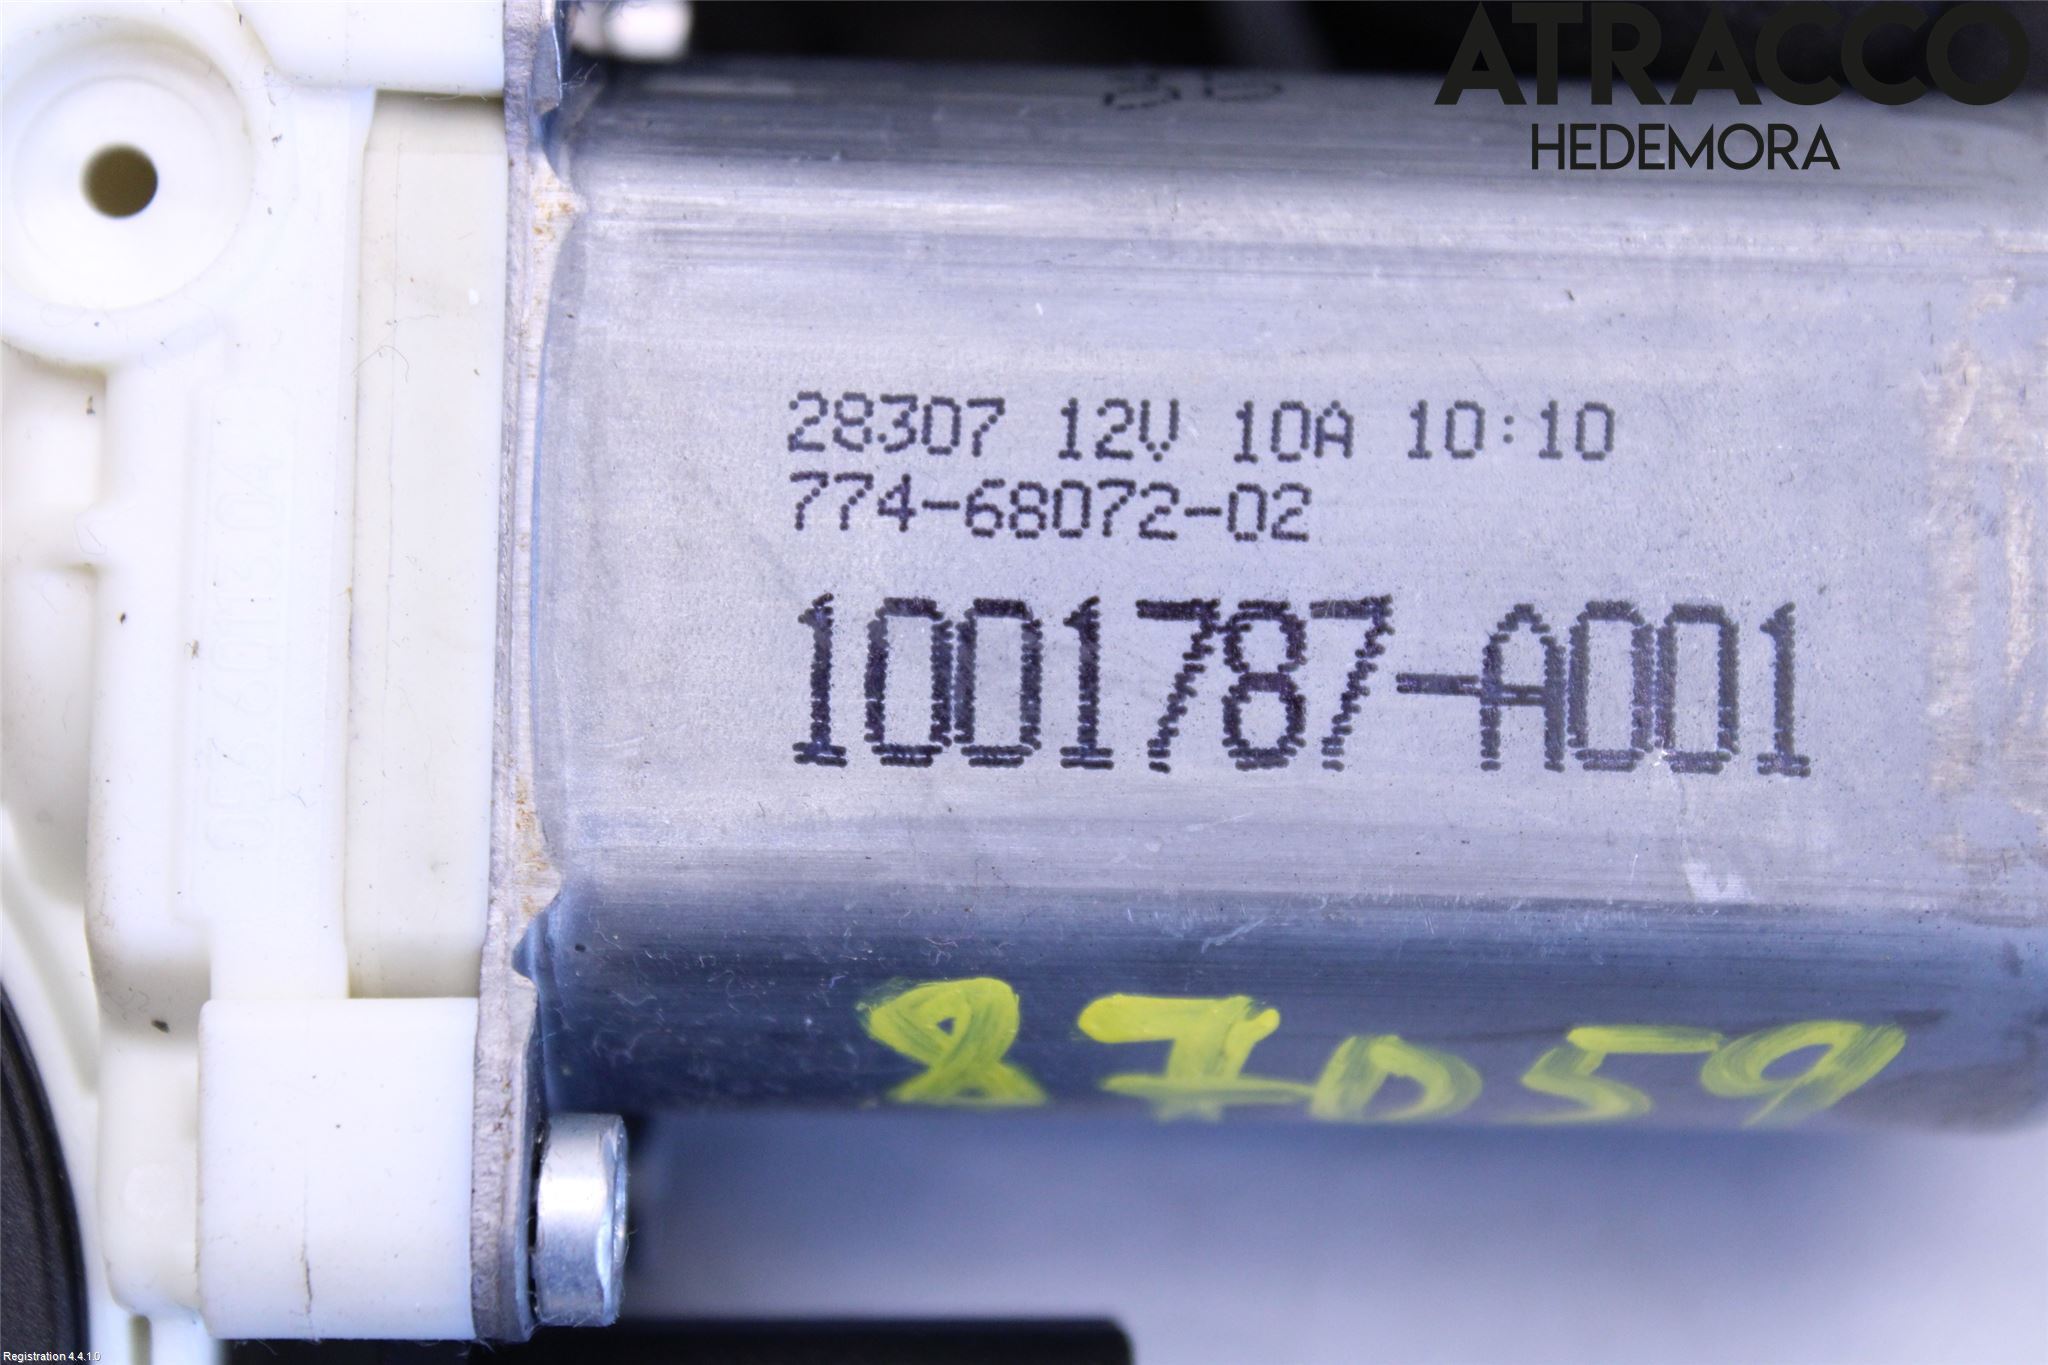 ATRACCO
HEDEMORA
28307 12V 10A 10:10
774-68072-02
1001787-A001
87059
Registration 4.4.1.0